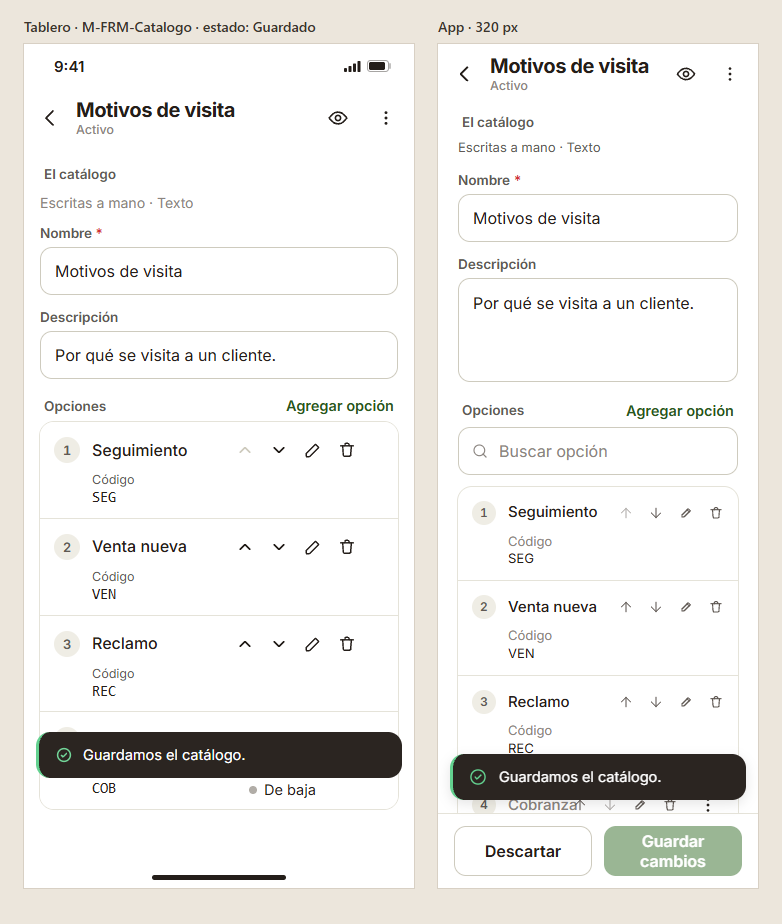 Tablero · M-FRM-Catalogo · estado: Guardado
9:41
Motivos de visita
Activo
El catálogo
Escritas a mano · Texto
Nombre *
Motivos de visita
Descripción
Por qué se visita a un cliente.
Opciones
Agregar opción
1
Seguimiento
Código
SEG
2
Venta nueva
Código
VEN
3
Reclamo
Código
REC
Guardamos el catálogo.
COB
De baja
App · 320 px
Motivos de visita
Activo
El catálogo
Escritas a mano · Texto
Nombre *
Motivos de visita
Descripción
Por qué se visita a un cliente.
Opciones
Agregar opción
Buscar opción
1
Seguimiento
Código
SEG
2
Venta nueva
Código
VEN
3
Reclamo
Código
REC
Guardamos el catálogo.
4
Cobranza
Descartar
Guardar
cambios